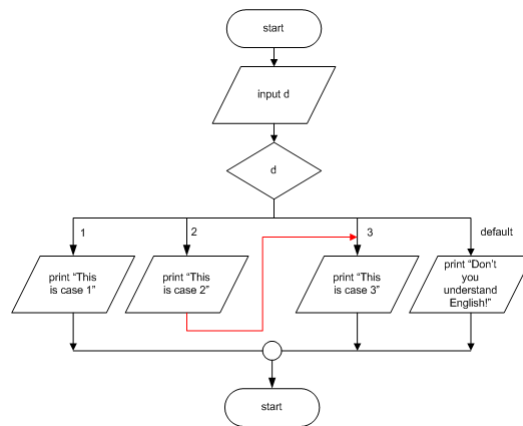 start
input d
d
1
2
3
default
print “This
is case 1”
print “This
is case 2”
print “This
is case 3”
print “Don’t
you
understand
English!”
start